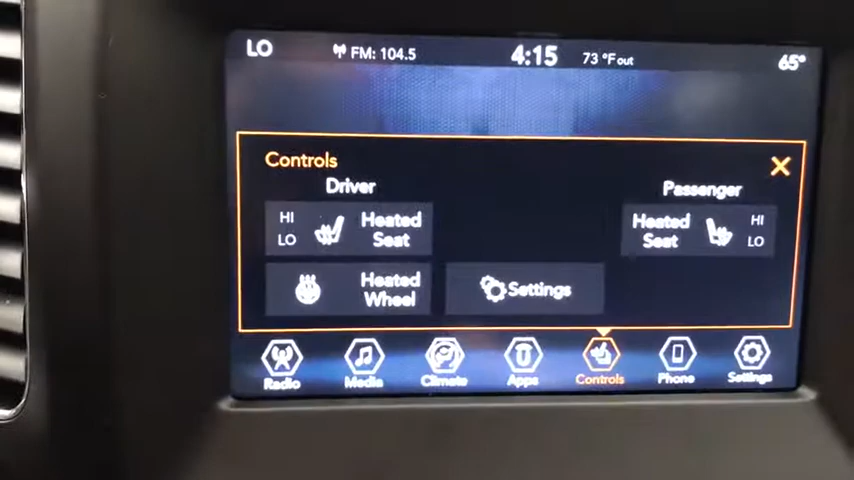 LO FM: 104.5 4:15 73 °F out 65°
Controls
Driver Passenger
HI
LO
Heated
Seat
Heated
Seat
HI
LO
Heated
Wheel
Settings
Radio Media Climate Apps Controls Phone Settings